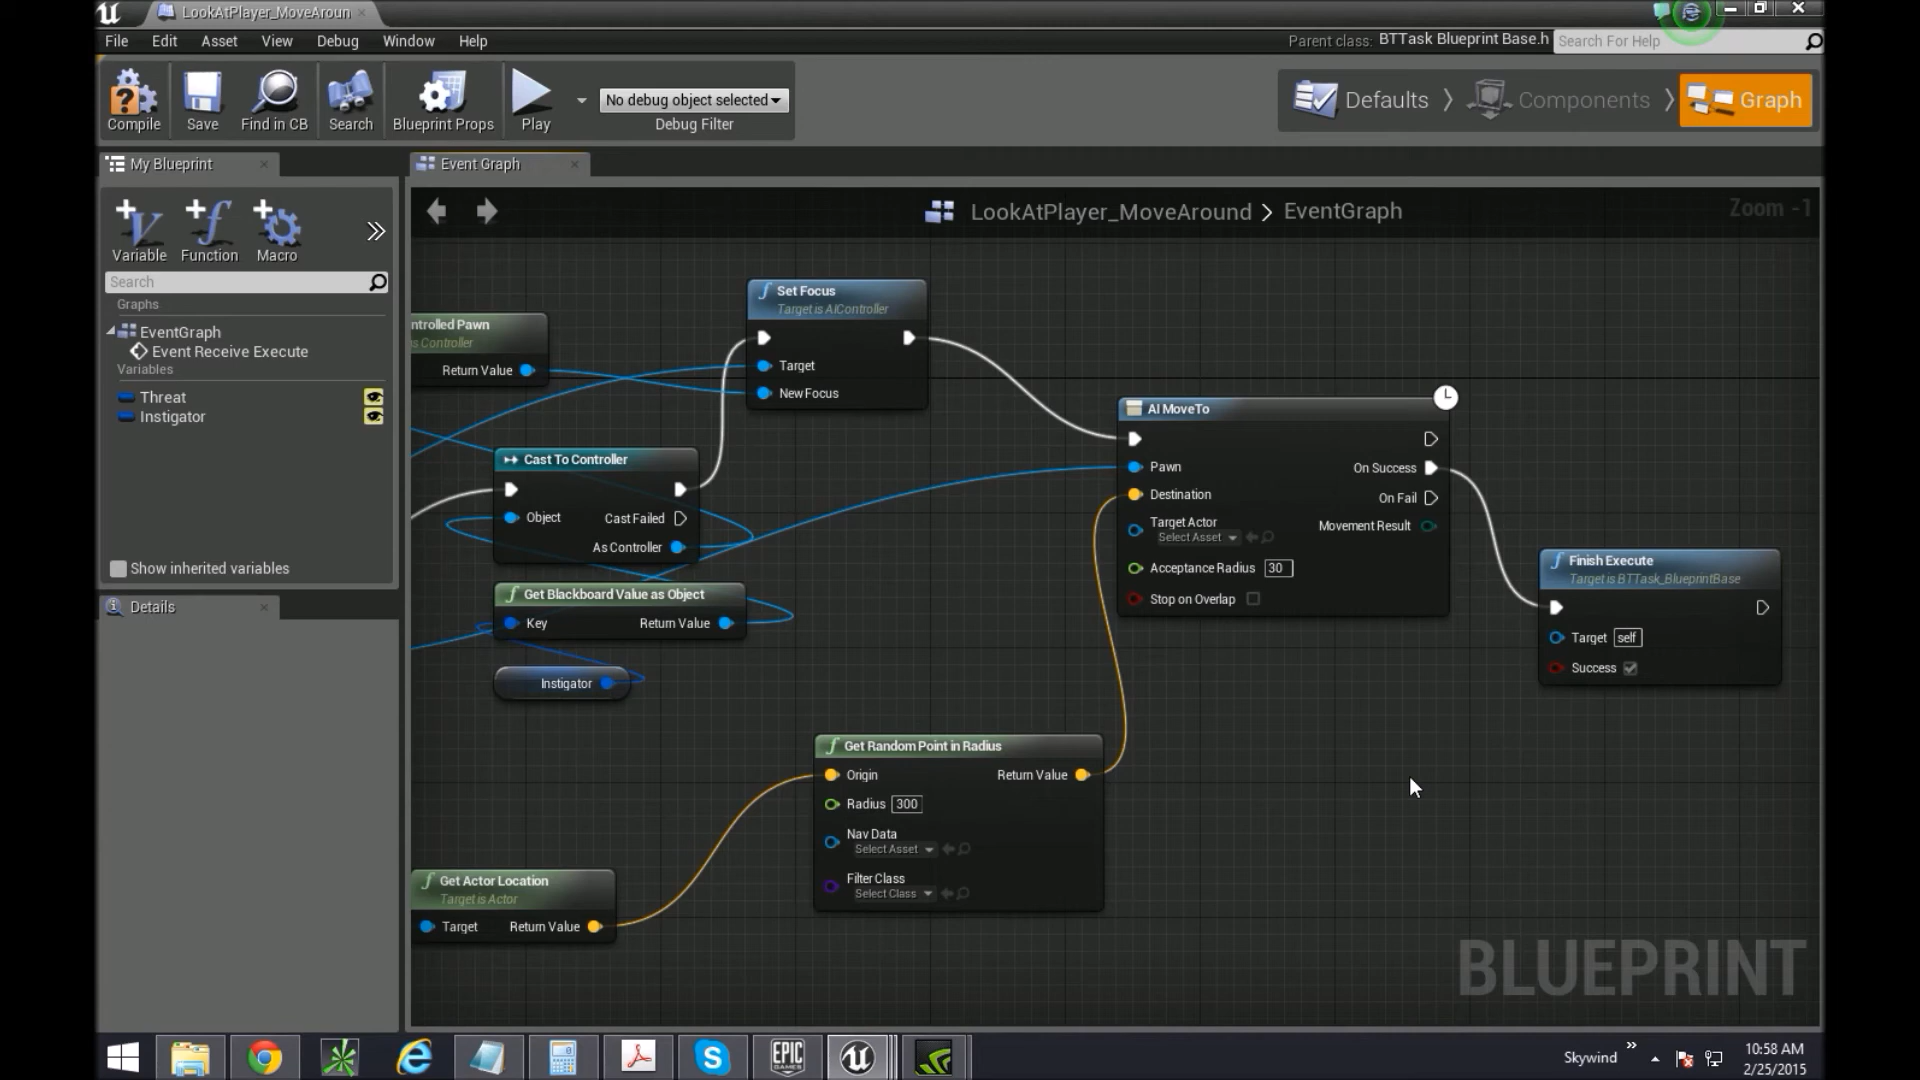 LookAtPlayer_MoveAroun
File Edit Asset View Debug Window Help
Parent class: BTTask Blueprint Base.h
Search For Help
Compile
Save
Find in CB
Search
Blueprint Props
Play
No debug object selected
Debug Filter
Defaults
Components
Graph
My Blueprint
Variable
Function
Macro
Search
Graphs
EventGraph
Event Receive Execute
Variables
Threat
Instigator
Show inherited variables
Details
Event Graph
LookAtPlayer_MoveAround > EventGraph
Zoom -1
ntrolled Pawn
s Controller
Return Value
Set Focus
Target is AIController
Target
NewFocus
Cast To Controller
Object
Cast Failed
As Controller
Get Blackboard Value as Object
Key
Return Value
Instigator
AI MoveTo
Pawn
On Success
Destination
On Fail
Target Actor
Select Asset
Movement Result
Acceptance Radius 30
Stop on Overlap
Finish Execute
Target is BTTask_BlueprintBase
Target self
Success
Get Random Point in Radius
Origin
Return Value
Radius 300
Nav Data
Select Asset
Filter Class
Select Class
Get Actor Location
Target is Actor
Target
Return Value
BLUEPRINT
EPIC
GAMES
Skywind
10:58 AM
2/25/2015